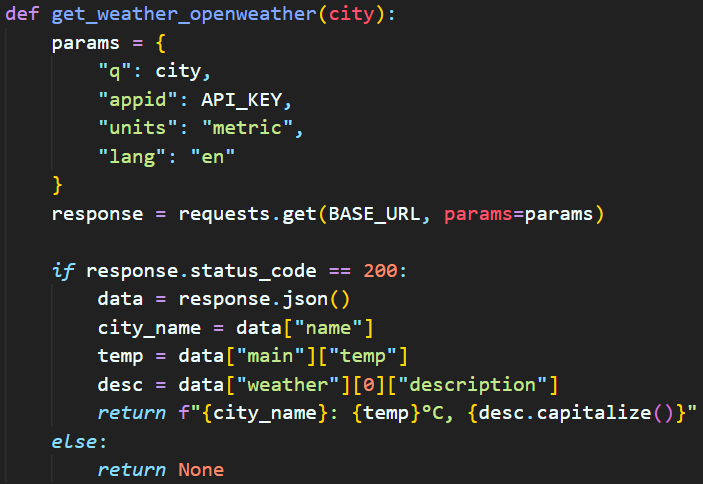 def get_weather_openweather(city):
    params = {
        "q": city,
        "appid": API_KEY,
        "units": "metric",
        "lang": "en"
    }
    response = requests.get(BASE_URL, params=params)

    if response.status_code == 200:
        data = response.json()
        city_name = data["name"]
        temp = data["main"]["temp"]
        desc = data["weather"][0]["description"]
        return f"{city_name}: {temp}°C, {desc.capitalize()}"
    else:
        return None